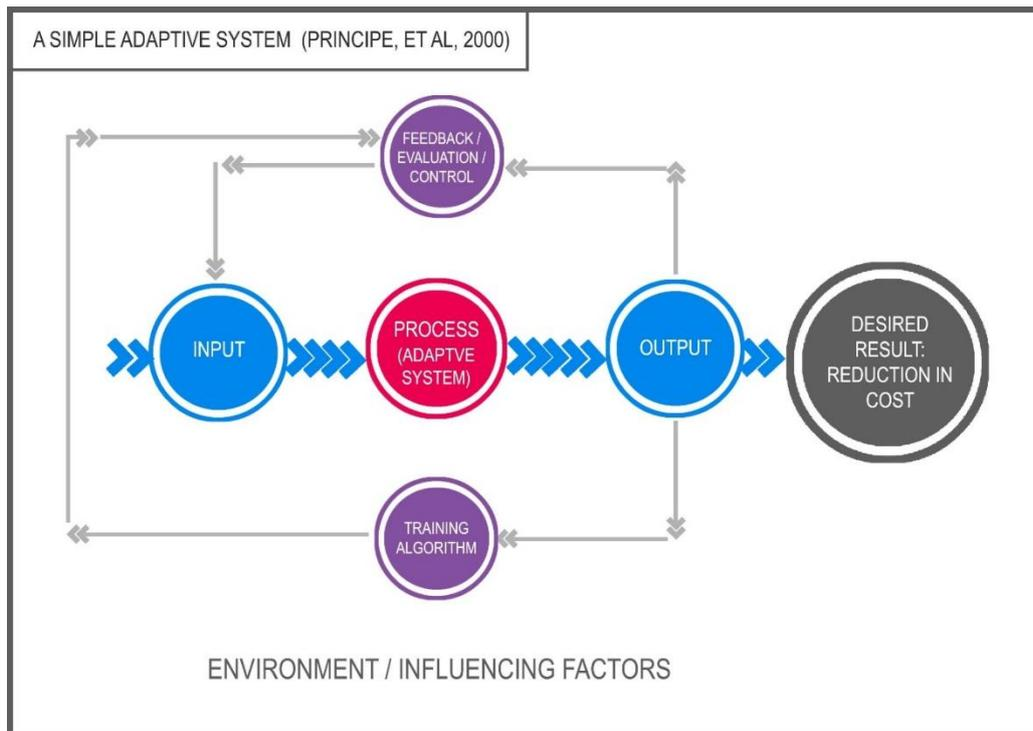 A SIMPLE ADAPTIVE SYSTEM (PRINCIPE, ET AL, 2000)
FEEDBACK /
EVALUATION /
CONTROL
INPUT
PROCESS
(ADAPTVE
SYSTEM)
OUTPUT
DESIRED
RESULT:
REDUCTION IN
COST
TRAINING
ALGORITHM
ENVIRONMENT / INFLUENCING FACTORS